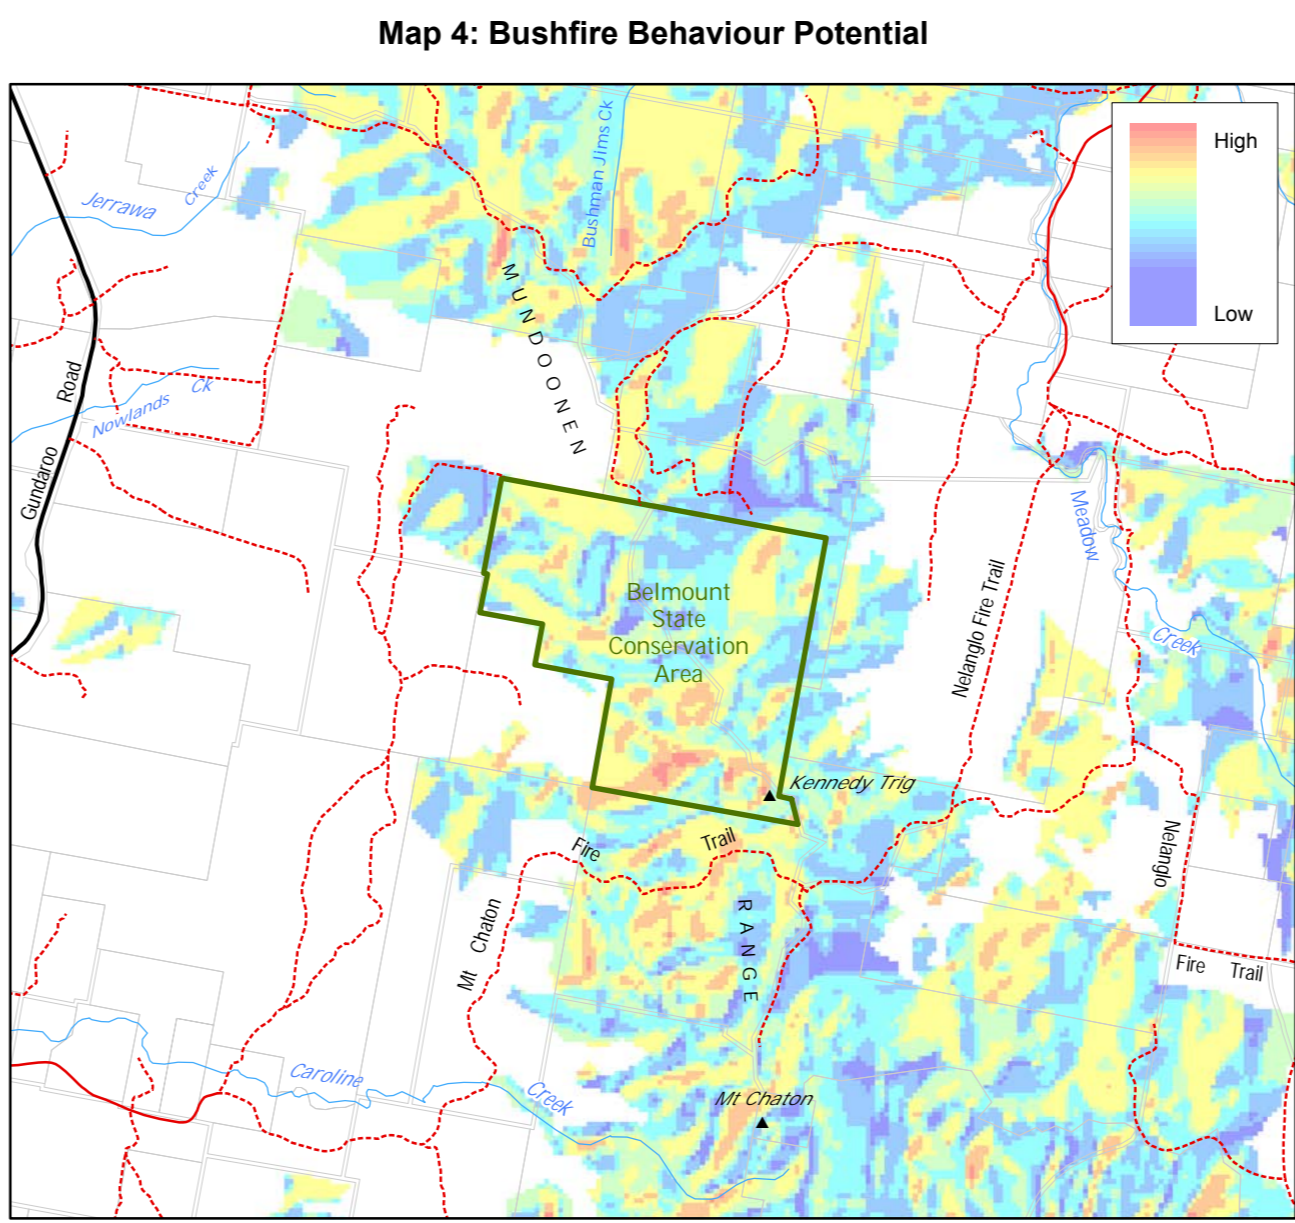 Map 4: Bushfire Behaviour Potential
High
Low
Bushman JIms Ck
Jerrawa Creek
MUNDOONEN
Gundaroo Road
Nowlands Ck
Meadow
Creek
Nelanglo Fire Trail
Belmount
State
Conservation
Area
Kennedy Trig
Fire Trail
Nelanglo
Mt Chaton
RANGE
Fire Trail
Caroline
Creek
Mt Chaton